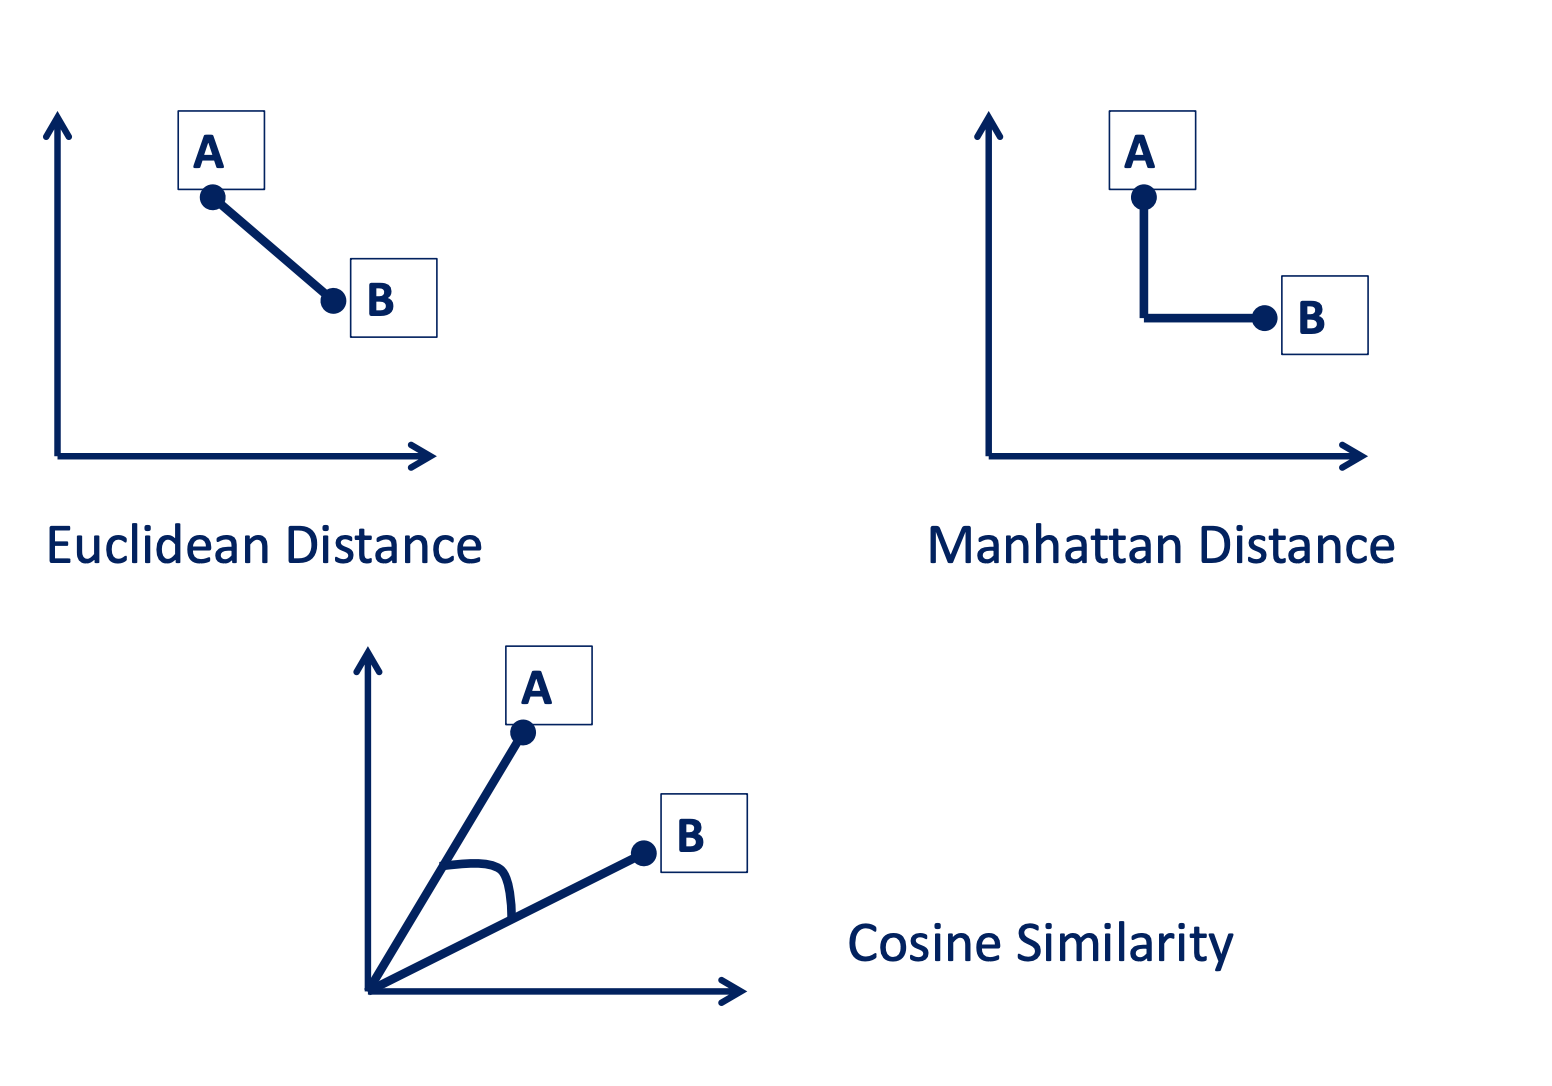 A
B
Euclidean Distance
A
B
Manhattan Distance
A
B
Cosine Similarity